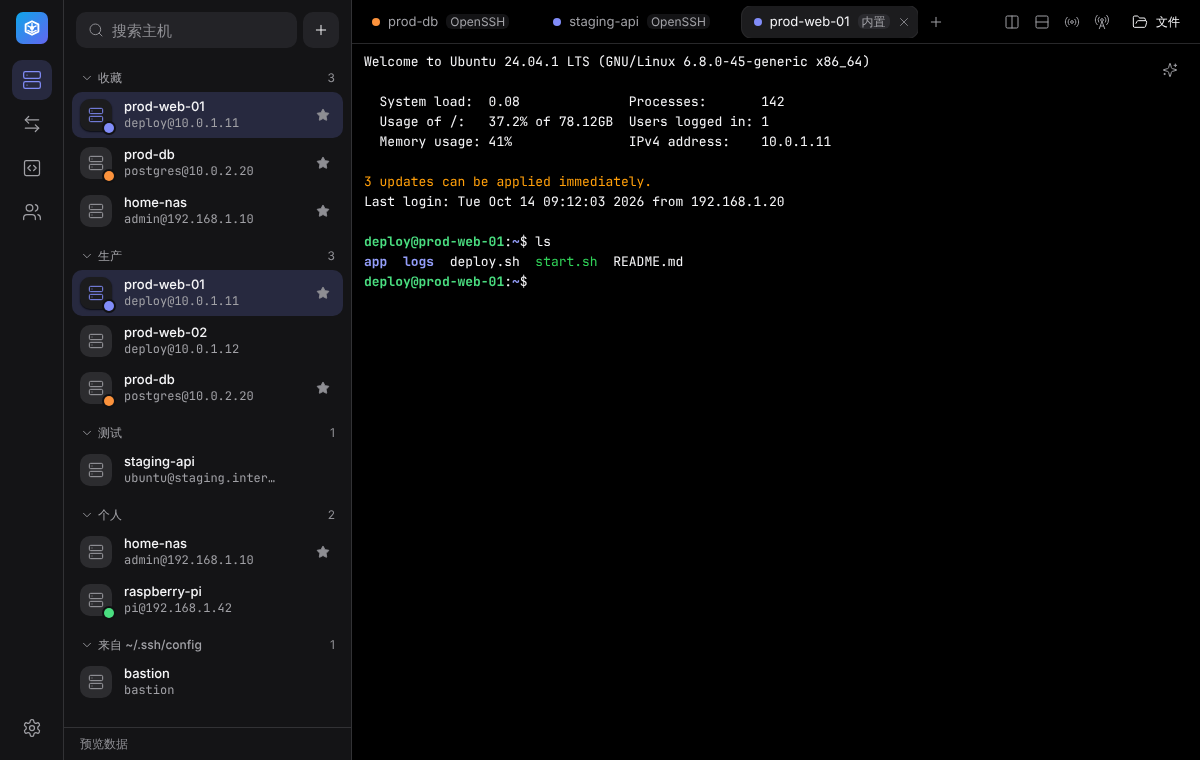 搜索主机
收藏 3
prod-web-01
deploy@10.0.1.11
prod-db
postgres@10.0.2.20
home-nas
admin@192.168.1.10
生产 3
prod-web-01
deploy@10.0.1.11
prod-web-02
deploy@10.0.1.12
prod-db
postgres@10.0.2.20
测试 1
staging-api
ubuntu@staging.inter…
个人 2
home-nas
admin@192.168.1.10
raspberry-pi
pi@192.168.1.42
来自 ~/.ssh/config 1
bastion
bastion
预览数据
prod-db OpenSSH staging-api OpenSSH prod-web-01 内置 文件
Welcome to Ubuntu 24.04.1 LTS (GNU/Linux 6.8.0-45-generic x86_64)
System load: 0.08 Processes: 142
Usage of /: 37.2% of 78.12GB Users logged in: 1
Memory usage: 41% IPv4 address: 10.0.1.11
3 updates can be applied immediately.
Last login: Tue Oct 14 09:12:03 2026 from 192.168.1.20
deploy@prod-web-01:~$ ls
app logs deploy.sh start.sh README.md
deploy@prod-web-01:~$